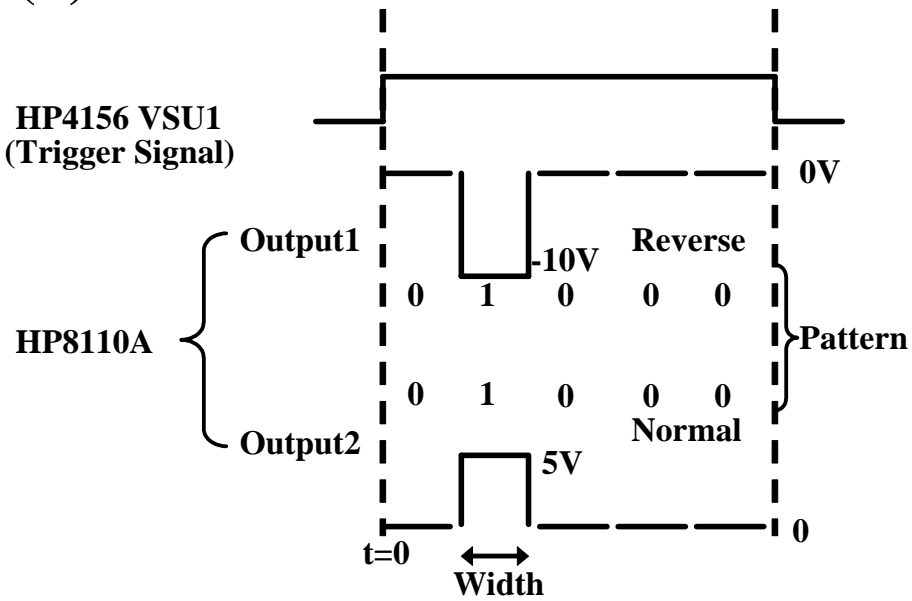 HP4156 VSU1
(Trigger Signal)
0V
Output1
Reverse
-10V
0 1 0 0 0
HP8110A
Pattern
0 1 0 0 0
Normal
Output2
5V
0
t=0
Width